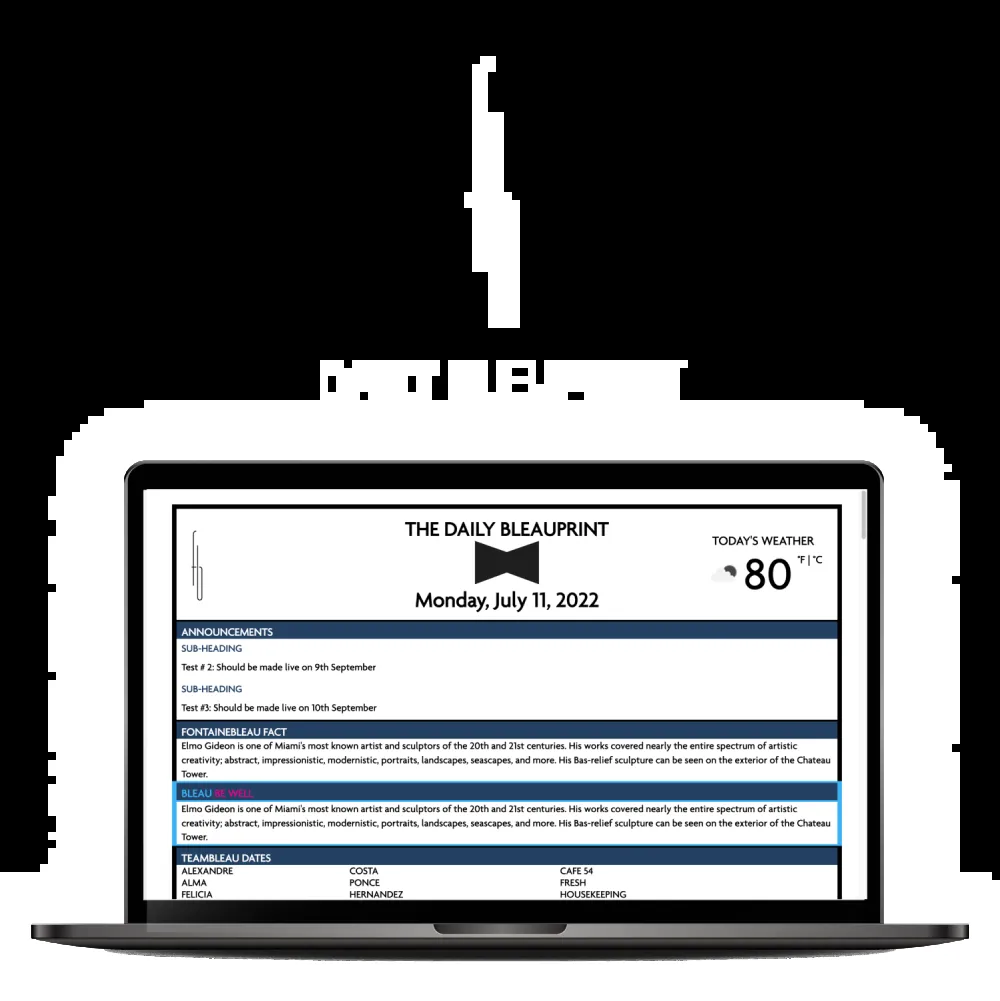 THE DAILY BLEAUPRINT
Monday, July 11, 2022
TODAY'S WEATHER
80 °F | °C
ANNOUNCEMENTS
SUB-HEADING
Test # 2: Should be made live on 9th September
SUB-HEADING
Test #3: Should be made live on 10th September
FONTAINEBLEAU FACT
Elmo Gideon is one of Miami's most known artist and sculptors of the 20th and 21st centuries. His works covered nearly the entire spectrum of artistic
creativity; abstract, impressionistic, modernistic, portraits, landscapes, seascapes, and more. His Bas-relief sculpture can be seen on the exterior of the Chateau
Tower.
BLEAU BE WELL
Elmo Gideon is one of Miami's most known artist and sculptors of the 20th and 21st centuries. His works covered nearly the entire spectrum of artistic
creativity; abstract, impressionistic, modernistic, portraits, landscapes, seascapes, and more. His Bas-relief sculpture can be seen on the exterior of the Chateau
Tower.
TEAMBLEAU DATES
ALEXANDRE COSTA CAFE 54
ALMA PONCE FRESH
FELICIA HERNANDEZ HOUSEKEEPING